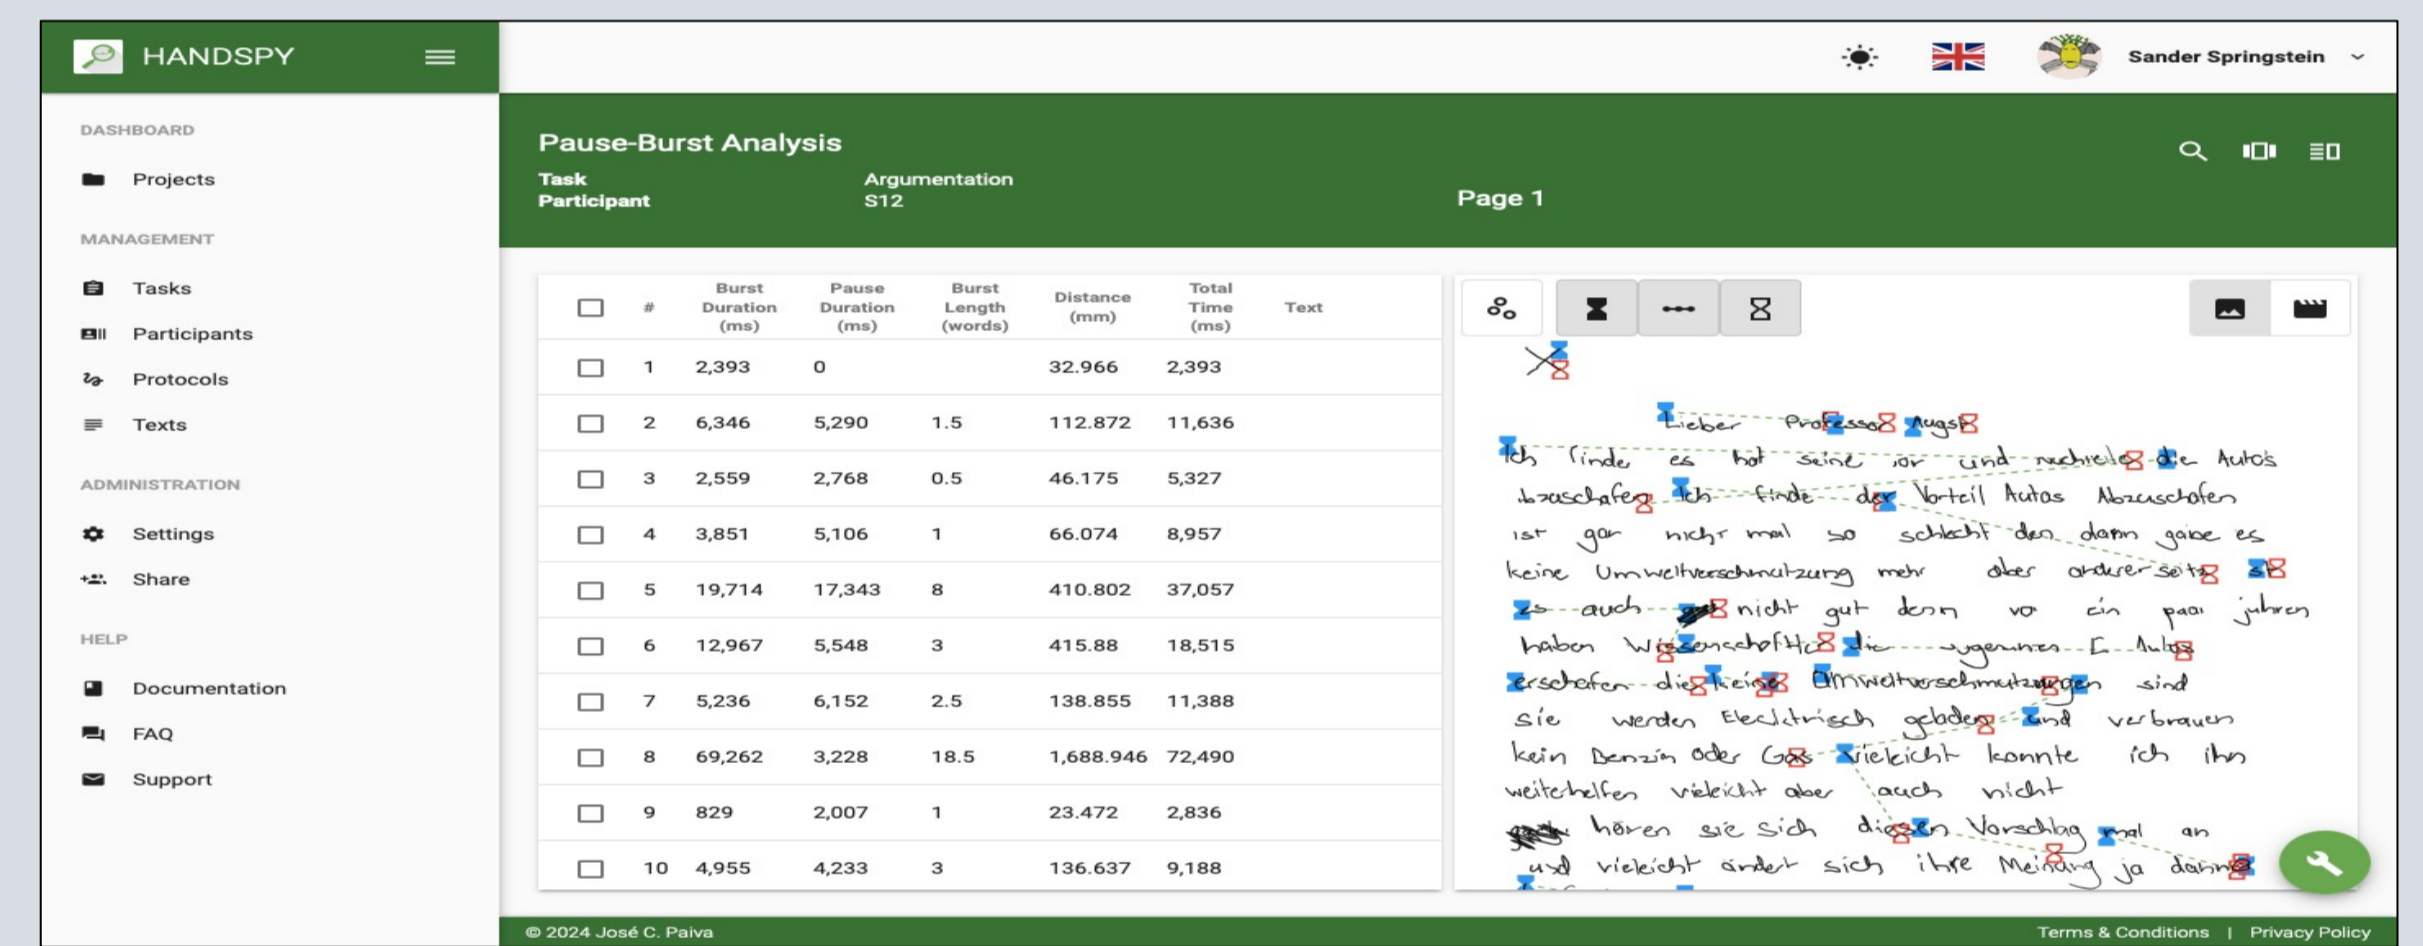 HANDSPY
Sander Springstein
DASHBOARD
Projects
MANAGEMENT
Tasks
Participants
Protocols
Texts
ADMINISTRATION
Settings
Share
HELP
Documentation
FAQ
Support
Pause-Burst Analysis
Task Argumentation
Participant S12
Page 1
# Burst Duration (ms) Pause Duration (ms) Burst Length (words) Distance (mm) Total Time (ms) Text
1 2,393 0 32.966 2,393
2 6,346 5,290 1.5 112.872 11,636
3 2,559 2,768 0.5 46.175 5,327
4 3,851 5,106 1 66.074 8,957
5 19,714 17,343 8 410.802 37,057
6 12,967 5,548 3 415.88 18,515
7 5,236 6,152 2.5 138.855 11,388
8 69,262 3,228 18.5 1,688.946 72,490
9 829 2,007 1 23.472 2,836
10 4,955 4,233 3 136.637 9,188
Lieber Professor Augst
Ich finde es hat seine vor und die Autos
Ich finde der Vorteil Autos Abzuschafen
ist gar nicht mal so schlecht den dann gäbe es
keine Umweltverschmutzung mehr aber andererseits
es auch nicht gut denn vor ein paar jahren
haben die Autos
erschafen die keine Umweltverschmutzungen sind
sie werden geladen und verbrauen
kein Benzin oder Gas vieleicht konnte ich ihn
weiterhelfen vieleicht aber auch nicht
hören sie sich diesen Vorschlag mal an
und vieleicht ändert sich ihre Meinung ja dann
© 2024 José C. Paiva
Terms & Conditions | Privacy Policy